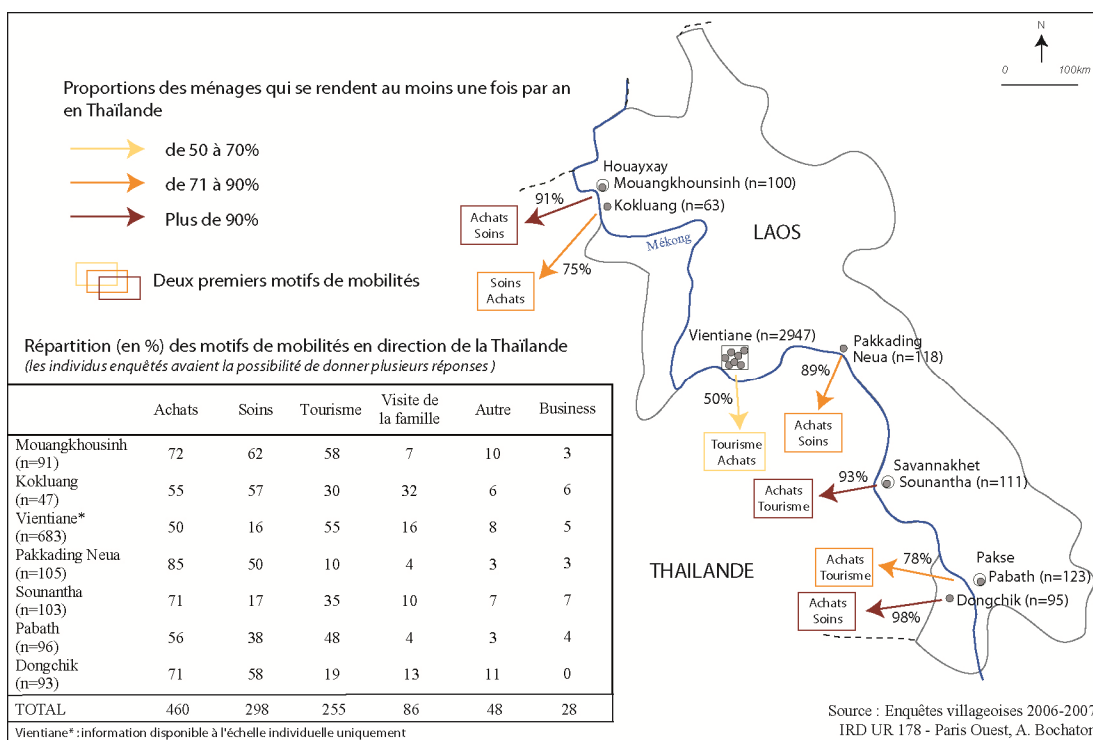 Proportions des ménages qui se rendent au moins une fois par an
en Thaïlande
de 50 à 70%
de 71 à 90%
Plus de 90%
Deux premiers motifs de mobilités
N
0 100km
Houayxay
Mouangkhounsinh (n=100)
Kokluang (n=63)
91%
Achats
Soins
75%
Soins
Achats
Mékong
LAOS
Vientiane (n=2947)
50%
Tourisme
Achats
Pakkading
Neua (n=118)
89%
Achats
Soins
Savannakhet
Sounantha (n=111)
93%
Achats
Tourisme
THAILANDE
Pakse
Pabath (n=123)
78%
Achats
Tourisme
Dongchik (n=95)
98%
Achats
Soins
Répartition (en %) des motifs de mobilités en direction de la Thaïlande
(les individus enquêtés avaient la possibilité de donner plusieurs réponses )
Achats Soins Tourisme Visite de la famille Autre Business
Mouangkhousinh
(n=91) 72 62 58 7 10 3
Kokluang
(n=47) 55 57 30 32 6 6
Vientiane*
(n=683) 50 16 55 16 8 5
Pakkading Neua
(n=105) 85 50 10 4 3 3
Sounantha
(n=103) 71 17 35 10 7 7
Pabath
(n=96) 56 38 48 4 3 4
Dongchik
(n=93) 71 58 19 13 11 0
TOTAL 460 298 255 86 48 28
Vientiane* : information disponible à l'échelle individuelle uniquement
Source : Enquêtes villageoises 2006-2007
IRD UR 178 - Paris Ouest, A. Bochaton